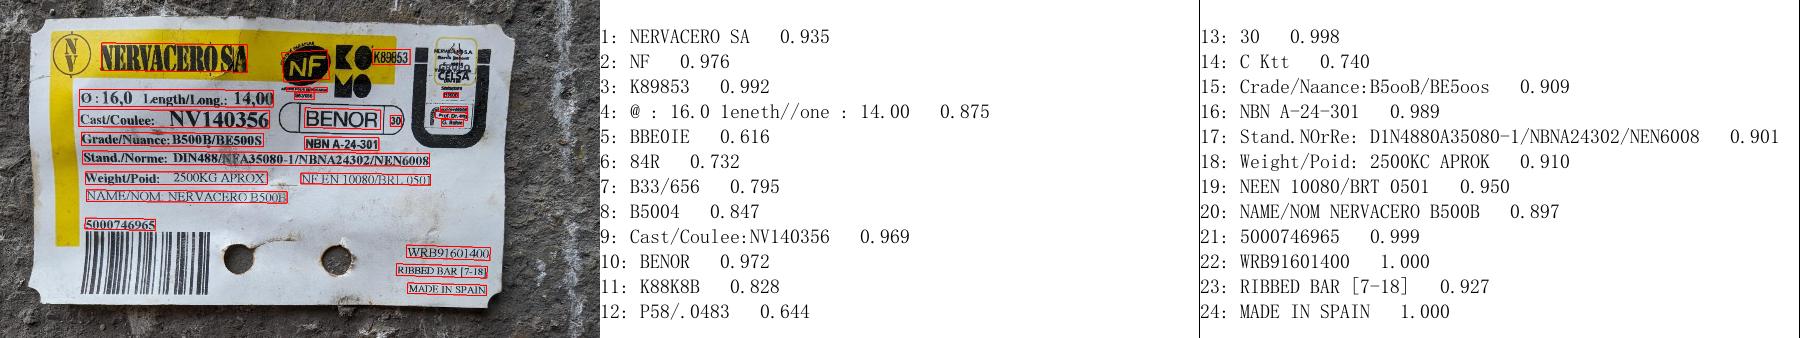 NERVACERO SA
NF
KOMO
K89853
CELSA
Ø : 16,0 Length/Long.: 14,00
Cast/Coulee: NV140356
BENOR
30
Grade/Nuance: B500B/BE500S
NBN A-24-301
Stand./Norme: DIN488/NFA35080-1/NBNA24302/NEN6008
Weight/Poid: 2500KG APROX
NF EN 10080/BRL 0501
NAME/NOM: NERVACERO B500B
5000746965
WRB91601400
RIBBED BAR [7-18]
MADE IN SPAIN
1: NERVACERO SA 0.935
2: NF 0.976
3: K89853 0.992
4: @ : 16.0 leneth//one : 14.00 0.875
5: BBE0IE 0.616
6: 84R 0.732
7: B33/656 0.795
8: B5004 0.847
9: Cast/Coulee:NV140356 0.969
10: BENOR 0.972
11: K88K8B 0.828
12: P58/.0483 0.644
13: 30 0.998
14: C Ktt 0.740
15: Crade/Naance:B5ooB/BE5oos 0.909
16: NBN A-24-301 0.989
17: Stand.NOrRe: D1N4880A35080-1/NBNA24302/NEN6008 0.901
18: Weight/Poid: 2500KC APROK 0.910
19: NEEN 10080/BRT 0501 0.950
20: NAME/NOM NERVACERO B500B 0.897
21: 5000746965 0.999
22: WRB91601400 1.000
23: RIBBED BAR [7-18] 0.927
24: MADE IN SPAIN 1.000